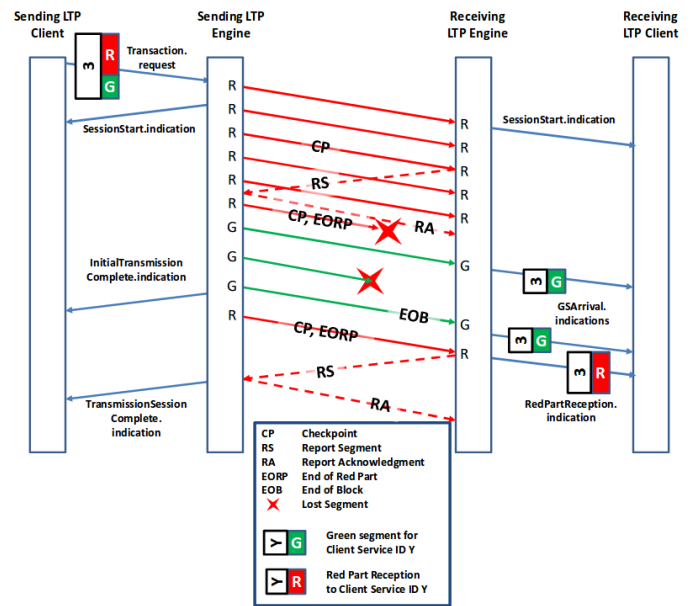 Sending LTP
Client
Sending LTP
Engine
Receiving
LTP Engine
Receiving
LTP Client
3
R
G
Transaction.
request
R
R
R
R
R
R
G
G
G
R
SessionStart.indication
CP
RS
CP, EORP
RA
R
R
R
R
R
G
G
R
SessionStart.indication
InitialTransmission
Complete.indication
EOB
CP, EORP
RS
RA
3
G
GSArrival.
indications
3
G
3
R
RedPartReception.
indication
TransmissionSession
Complete.
indication
CP Checkpoint
RS Report Segment
RA Report Acknowledgment
EORP End of Red Part
EOB End of Block
Lost Segment
Y
G
Green segment for
Client Service ID Y
Y
R
Red Part Reception
to Client Service ID Y